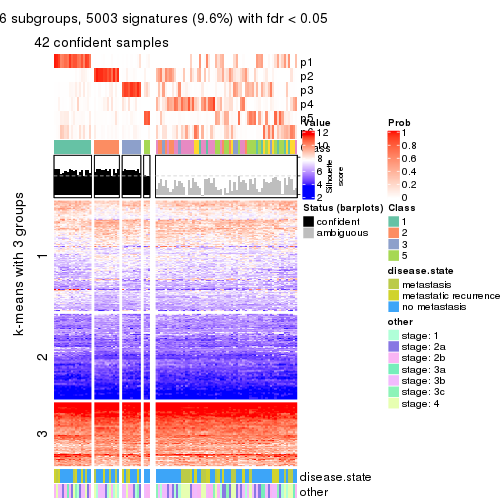 6 subgroups, 5003 signatures (9.6%) with fdr < 0.05
42 confident samples
p1
p2
p3
p4
p5
Value
12
10
8
6
4
2
Silhouette
score
Prob
1
0.8
0.6
0.4
0.2
0
Status (barplots)
confident
ambiguous
Class
1
2
3
5
disease.state
metastasis
metastatic recurrence
no metastasis
other
stage: 1
stage: 2a
stage: 2b
stage: 3a
stage: 3b
stage: 3c
stage: 4
k-means with 3 groups
1
2
3
disease.state
other